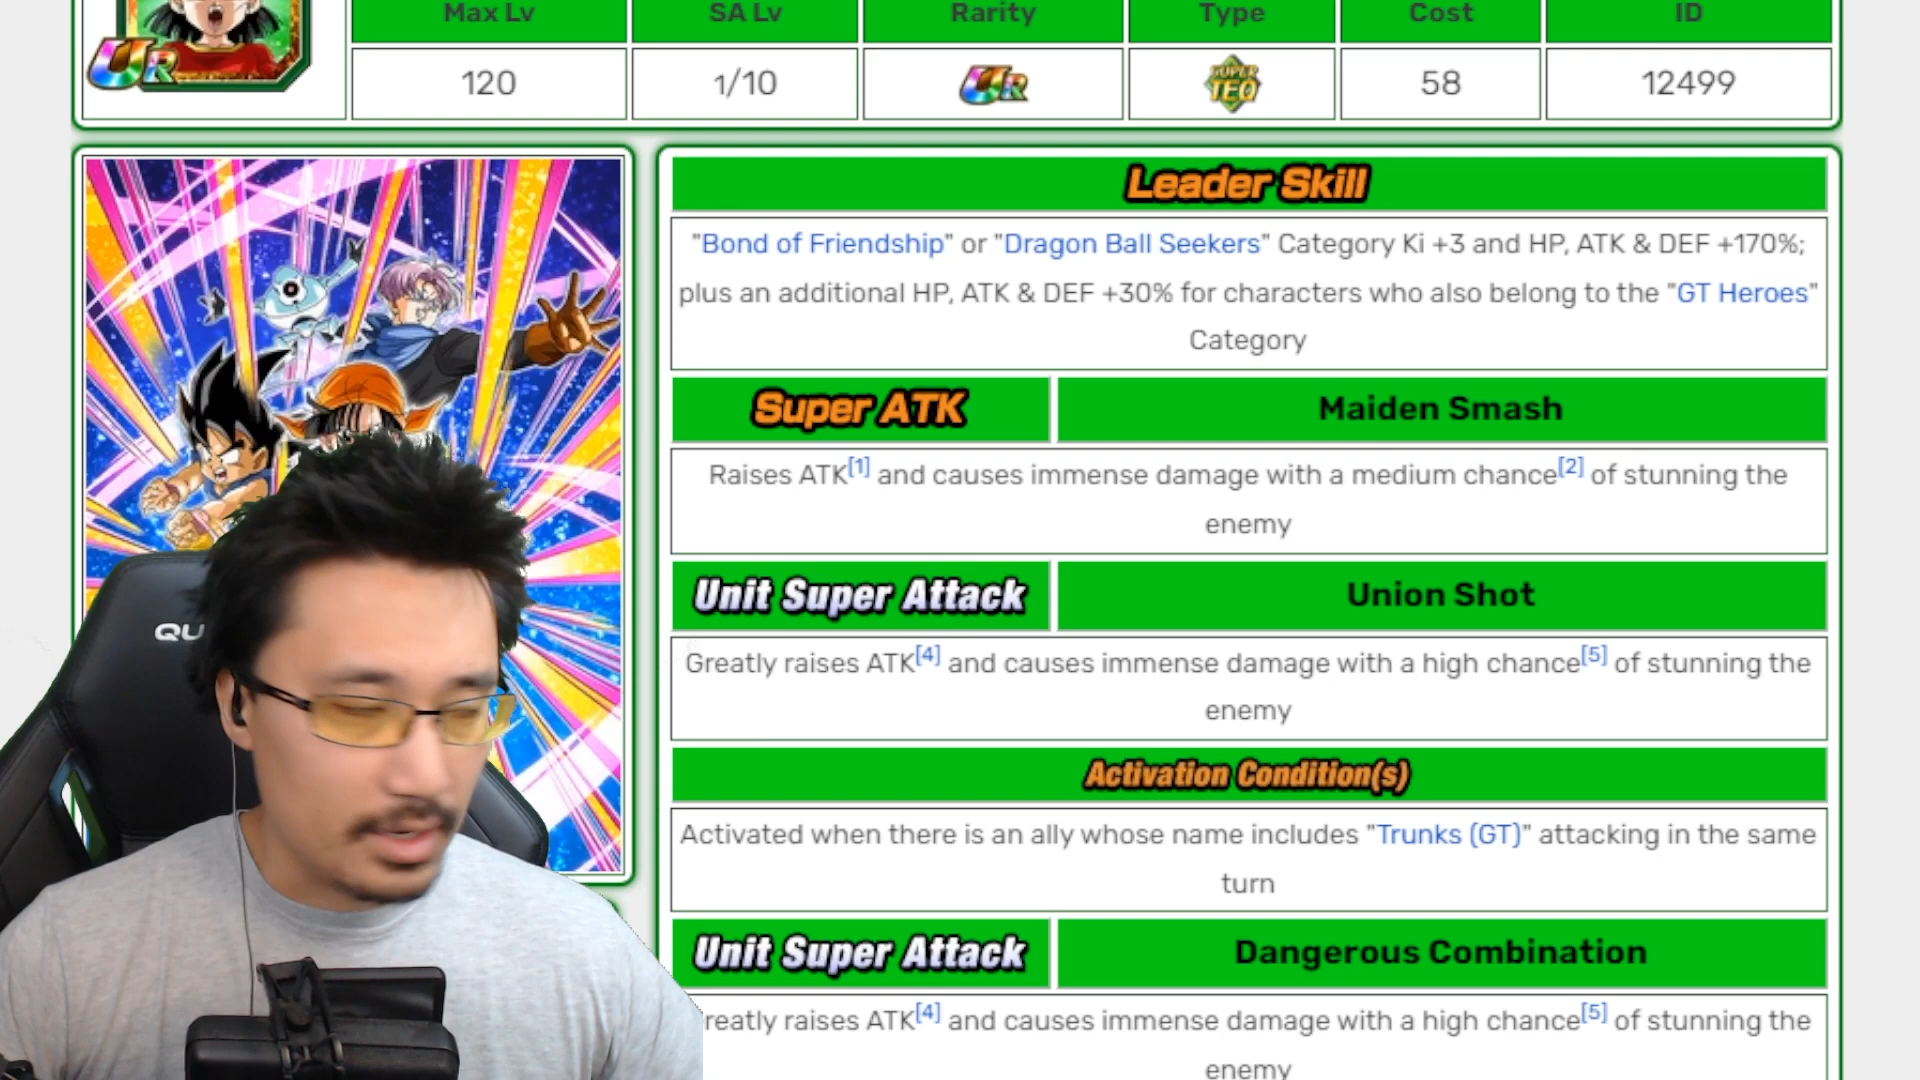 Max Lv
SA Lv
Rarity
Type
Cost
ID
UR
120
1/10
UR
SUPER
TEQ
58
12499
Leader Skill
"Bond of Friendship" or "Dragon Ball Seekers" Category Ki +3 and HP, ATK & DEF +170%;
plus an additional HP, ATK & DEF +30% for characters who also belong to the "GT Heroes"
Category
Super ATK
Maiden Smash
Raises ATK[1] and causes immense damage with a medium chance[2] of stunning the
enemy
Unit Super Attack
Union Shot
QU
Greatly raises ATK[4] and causes immense damage with a high chance[5] of stunning the
enemy
Activation Condition(s)
Activated when there is an ally whose name includes "Trunks (GT)" attacking in the same
turn
Unit Super Attack
Dangerous Combination
reatly raises ATK[4] and causes immense damage with a high chance[5] of stunning the
enemy